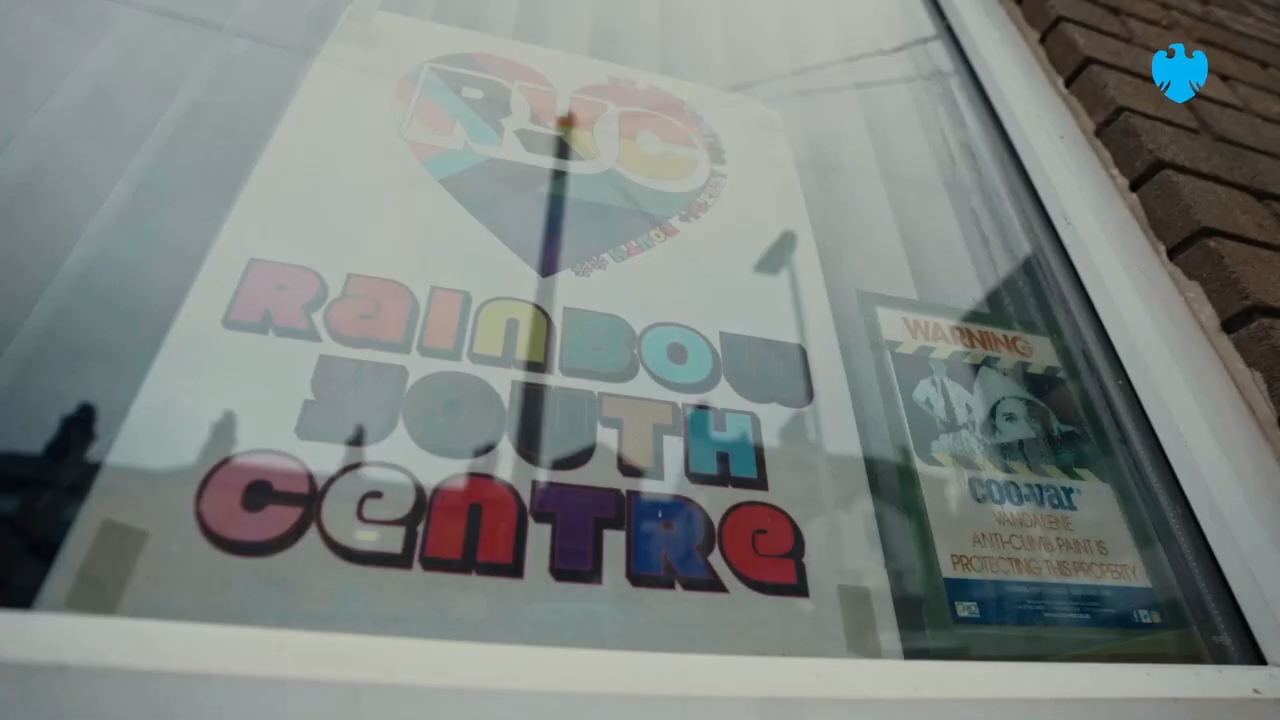 RYC
RAINBOW
YOUTH
CENTRE
WARNING
coo-var
VANDALENE
ANTI-CLIMB PAINT IS
PROTECTING THIS PROPERTY